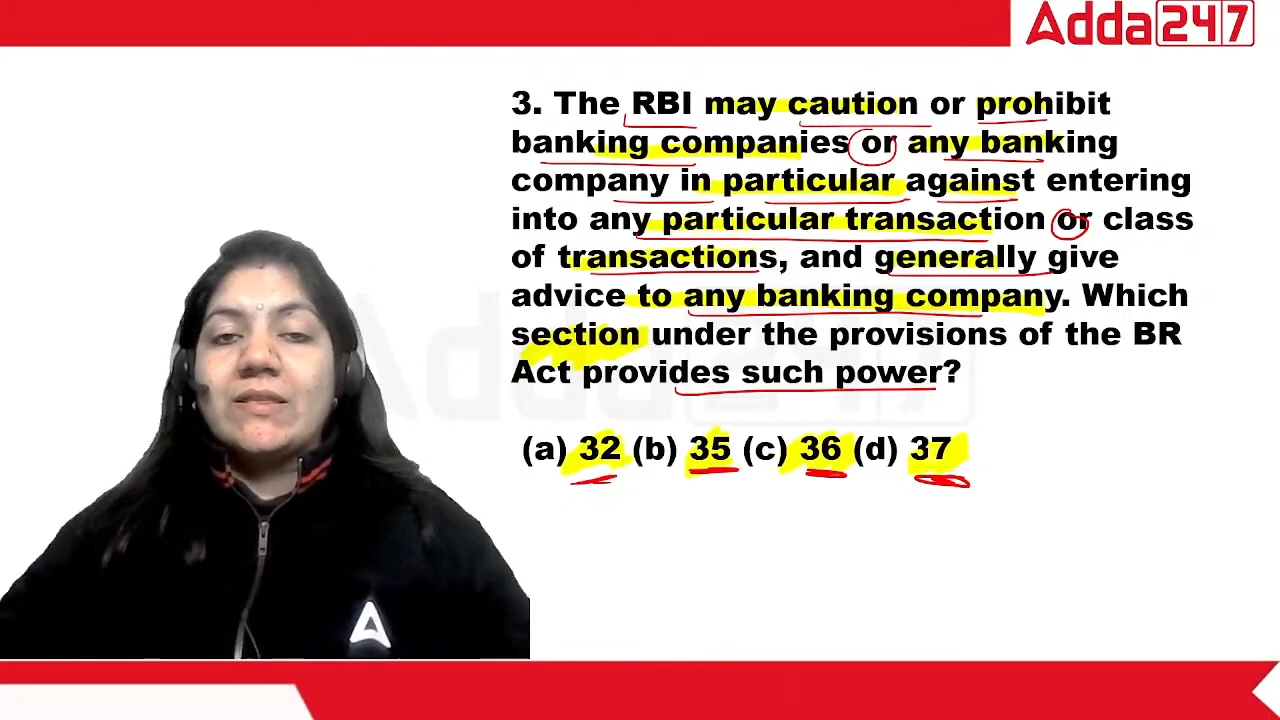 Adda247
3. The RBI may caution or prohibit
banking companies or any banking
company in particular against entering
into any particular transaction or class
of transactions, and generally give
advice to any banking company. Which
section under the provisions of the BR
Act provides such power?
(a) 32 (b) 35 (c) 36 (d) 37
Adda247